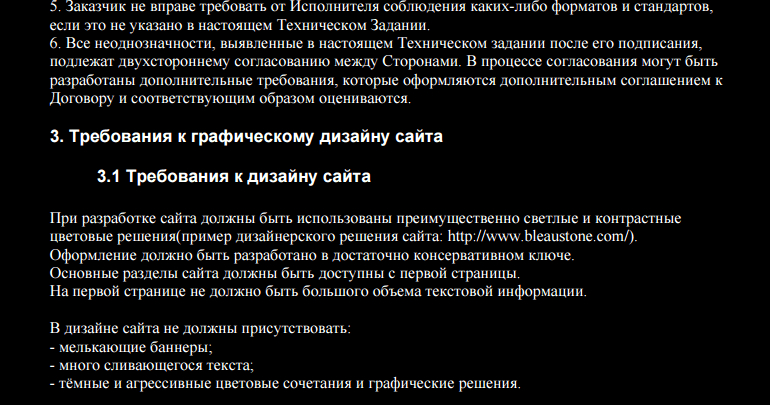 5. Заказчик не вправе требовать от Исполнителя соблюдения каких-либо форматов и стандартов,
если это не указано в настоящем Техническом Задании.
6. Все неоднозначности, выявленные в настоящем Техническом задании после его подписания,
подлежат двухстороннему согласованию между Сторонами. В процессе согласования могут быть
разработаны дополнительные требования, которые оформляются дополнительным соглашением к
Договору и соответствующим образом оцениваются.
3. Требования к графическому дизайну сайта
3.1 Требования к дизайну сайта
При разработке сайта должны быть использованы преимущественно светлые и контрастные
цветовые решения(пример дизайнерского решения сайта: http://www.bleaustone.com/).
Оформление должно быть разработано в достаточно консервативном ключе.
Основные разделы сайта должны быть доступны с первой страницы.
На первой странице не должно быть большого объема текстовой информации.
В дизайне сайта не должны присутствовать:
- мелькающие баннеры;
- много сливающегося текста;
- тёмные и агрессивные цветовые сочетания и графические решения.